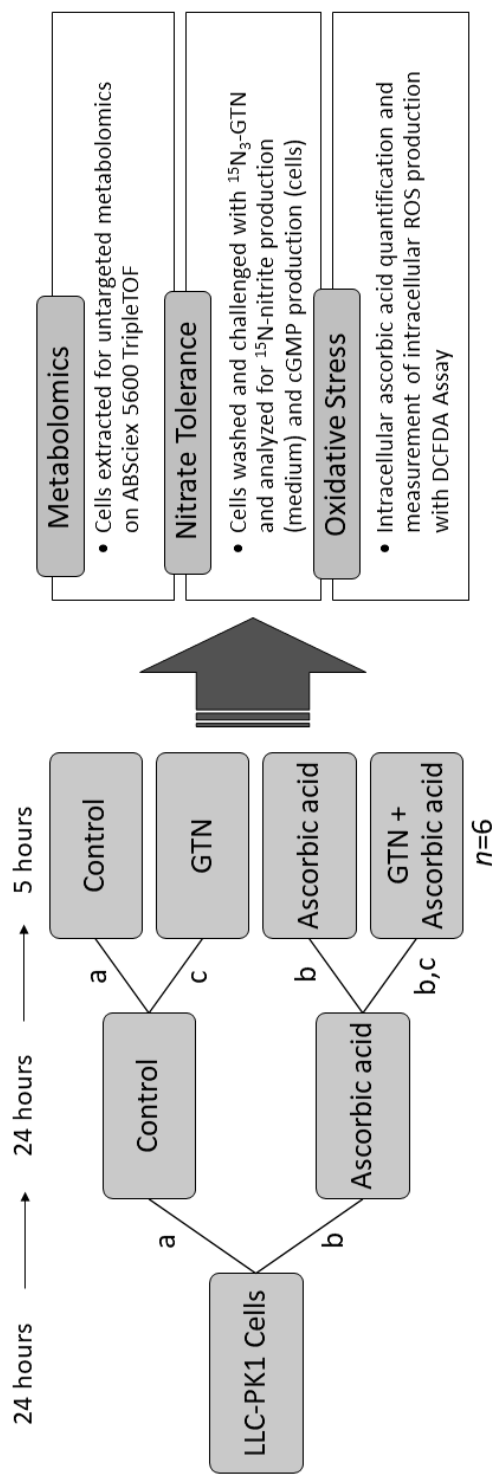 24 hours
24 hours
5 hours
LLC-PK1 Cells
a
b
Control
Ascorbic acid
a
c
b
b,c
Control
GTN
Ascorbic acid
GTN +
Ascorbic acid
n=6
Metabolomics
• Cells extracted for untargeted metabolomics
on ABSciex 5600 TripleTOF
Nitrate Tolerance
• Cells washed and challenged with ¹⁵N₃-GTN
and analyzed for ¹⁵N-nitrite production
(medium) and cGMP production (cells)
Oxidative Stress
• Intracellular ascorbic acid quantification and
measurement of intracellular ROS production
with DCFDA Assay